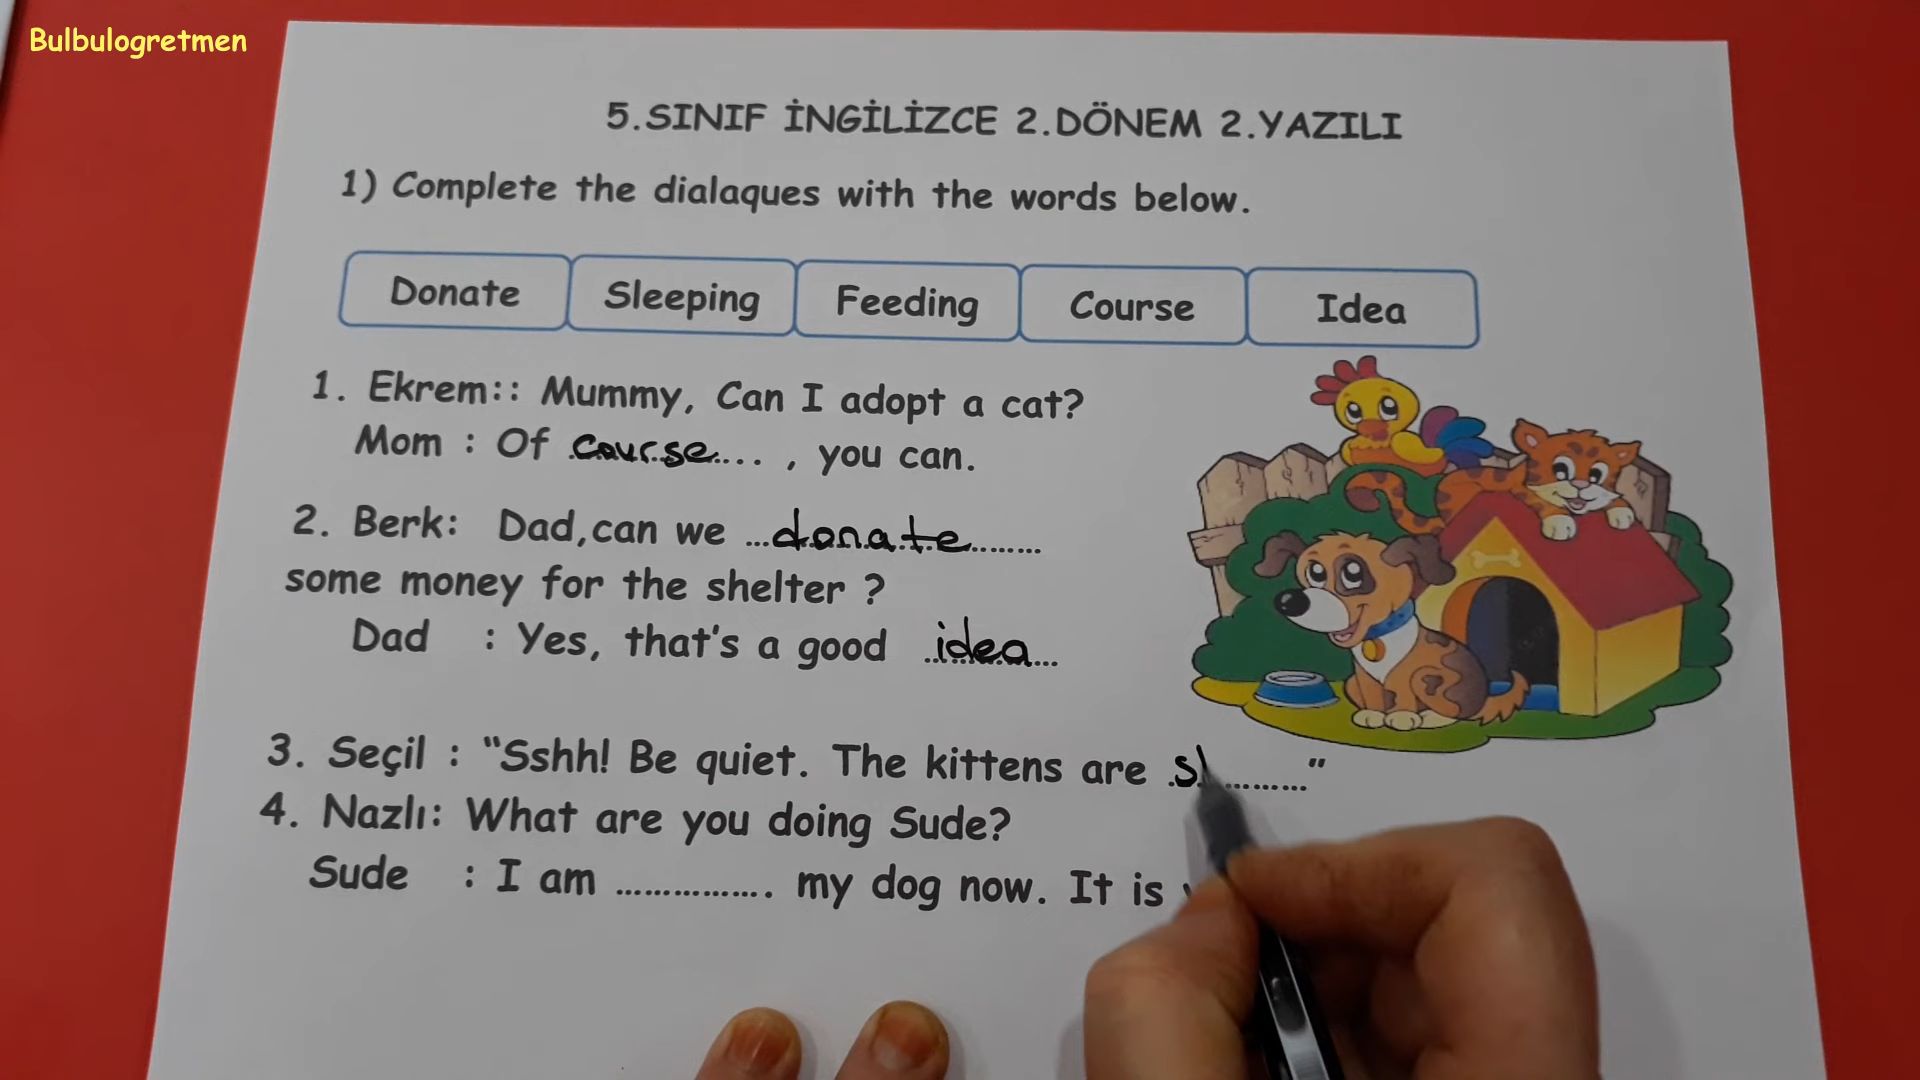 Bulbulogretmen
5.SINIF İNGİLİZCE 2.DÖNEM 2.YAZILI
1) Complete the dialaques with the words below.
Donate Sleeping Feeding Course Idea
1. Ekrem:: Mummy, Can I adopt a cat?
Mom : Of course.... , you can.
2. Berk: Dad,can we ...donate.........
some money for the shelter ?
Dad : Yes, that's a good ..idea...
3. Seçil : “Sshh! Be quiet. The kittens are .sl.........”
4. Nazlı: What are you doing Sude?
Sude : I am ................ my dog now. It is